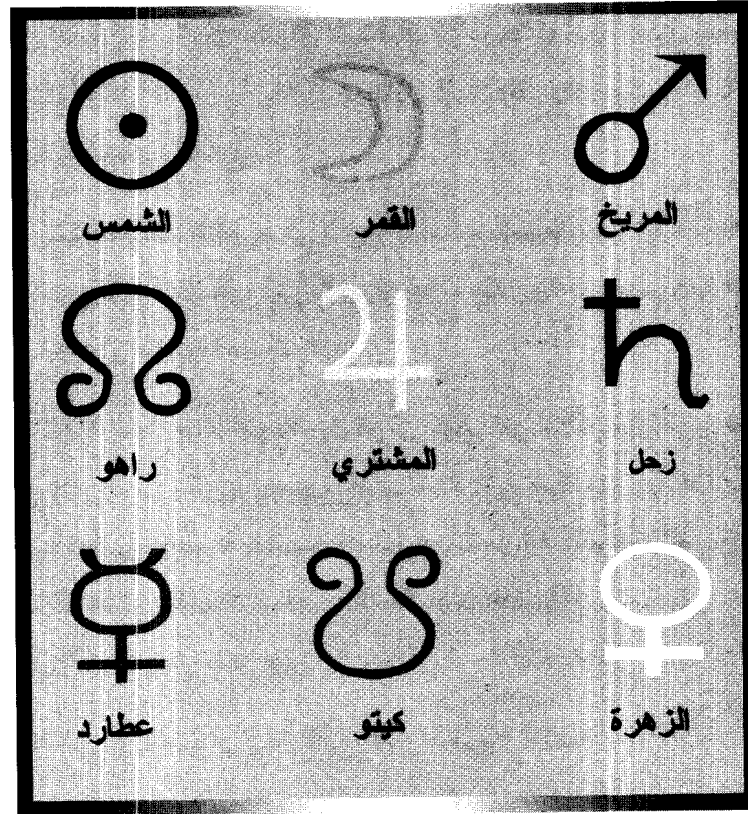 المريخ القمر الشمس
زحل المشتري راهو
الزهرة كيتو عطارد